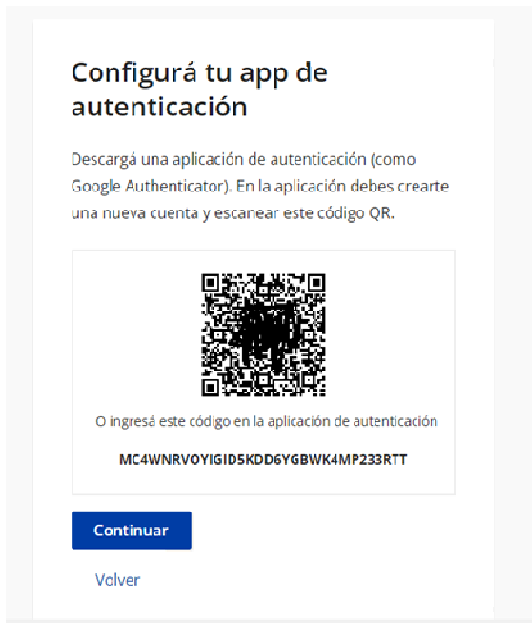 Configurá tu app de
autenticación
Descargá una aplicación de autenticación (como
Google Authenticator). En la aplicación debes crearte
una nueva cuenta y escanear este código QR.
O ingresá este código en la aplicación de autenticación
MC4WNRVOYIGID5KDD6YGBWK4MP233RTT
Continuar
Volver